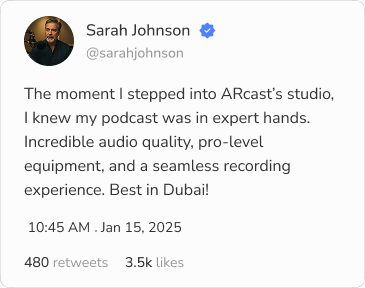 Sarah Johnson
@sarahjohnson
The moment I stepped into ARcast’s studio,
I knew my podcast was in expert hands.
Incredible audio quality, pro-level
equipment, and a seamless recording
experience. Best in Dubai!
10:45 AM . Jan 15, 2025
480 retweets 3.5k likes